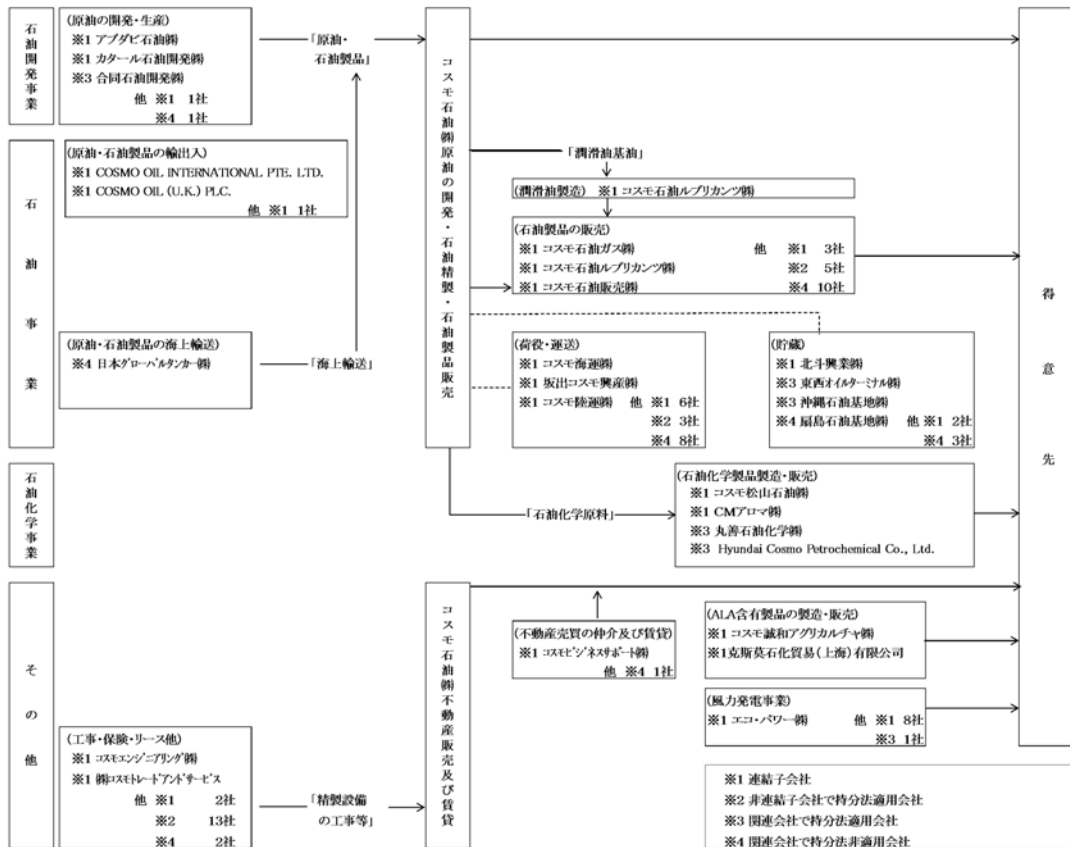 石油開発事業
(原油の開発・生産)
※1 アブダビ石油㈱
※1 カタール石油開発㈱
※3 合同石油開発㈱
他 ※1 1社
※4 1社
「原油・
石油製品」
石油事業
(原油・石油製品の輸出入)
※1 COSMO OIL INTERNATIONAL PTE. LTD.
※1 COSMO OIL (U.K.) PLC.
他 ※1 1社
(原油・石油製品の海上輸送)
※4 日本グローバルタンカー㈱
「海上輸送」
コスモ石油㈱原油の開発・石油精製・石油製品販売
「潤滑油基油」
(潤滑油製造) ※1 コスモ石油ルブリカンツ㈱
(石油製品の販売)
※1 コスモ石油ガス㈱ 他 ※1 3社
※1 コスモ石油ルブリカンツ㈱ ※2 5社
※1 コスモ石油販売㈱ ※4 10社
(荷役・運送)
※1 コスモ海運㈱
※1 坂出コスモ興産㈱
※1 コスモ陸運㈱ 他 ※1 6社
※2 3社
※4 8社
(貯蔵)
※1 北斗興業㈱
※3 東西オイルターミナル㈱
※3 沖縄石油基地㈱
※4 扇島石油基地㈱ 他 ※1 2社
※4 3社
得意先
石油化学事業
「石油化学原料」
(石油化学製品製造・販売)
※1 コスモ松山石油㈱
※1 CMアロマ㈱
※3 丸善石油化学㈱
※3 Hyundai Cosmo Petrochemical Co., Ltd.
その他
(工事・保険・リース他)
※1 コスモエンジニアリング㈱
※1 ㈱コスモトレードアンドサービス
他 ※1 2社
※2 13社
※4 2社
「精製設備
の工事等」
コスモ石油㈱不動産販売及び賃貸
(不動産売買の仲介及び賃貸)
※1 コスモビジネスサポート㈱
他 ※4 1社
(ALA含有製品の製造・販売)
※1 コスモ誠和アグリカルチャ㈱
※1克斯莫石化貿易(上海)有限公司
(風力発電事業)
※1 エコ・パワー㈱ 他 ※1 8社
※3 1社
※1 連結子会社
※2 非連結子会社で持分法適用会社
※3 関連会社で持分法適用会社
※4 関連会社で持分法非適用会社